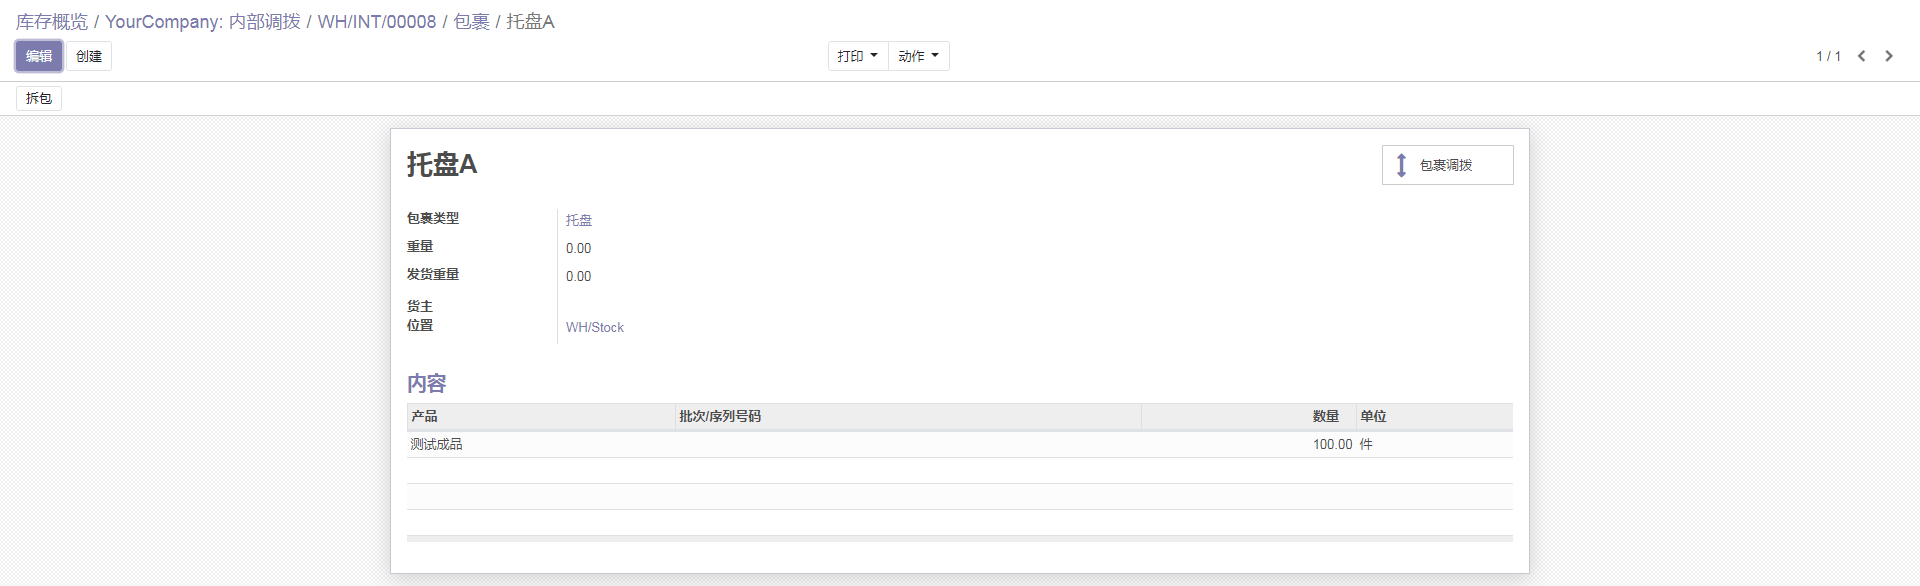 库存概览 / YourCompany: 内部调拨 / WH/INT/00008 / 包裹 / 托盘A
编辑 创建 打印 动作 1 / 1
拆包
托盘A
包裹调拨
包裹类型 托盘
重量 0.00
发货重量 0.00
货主
位置 WH/Stock
内容
产品 批次/序列号码 数量 单位
测试成品 100.00 件